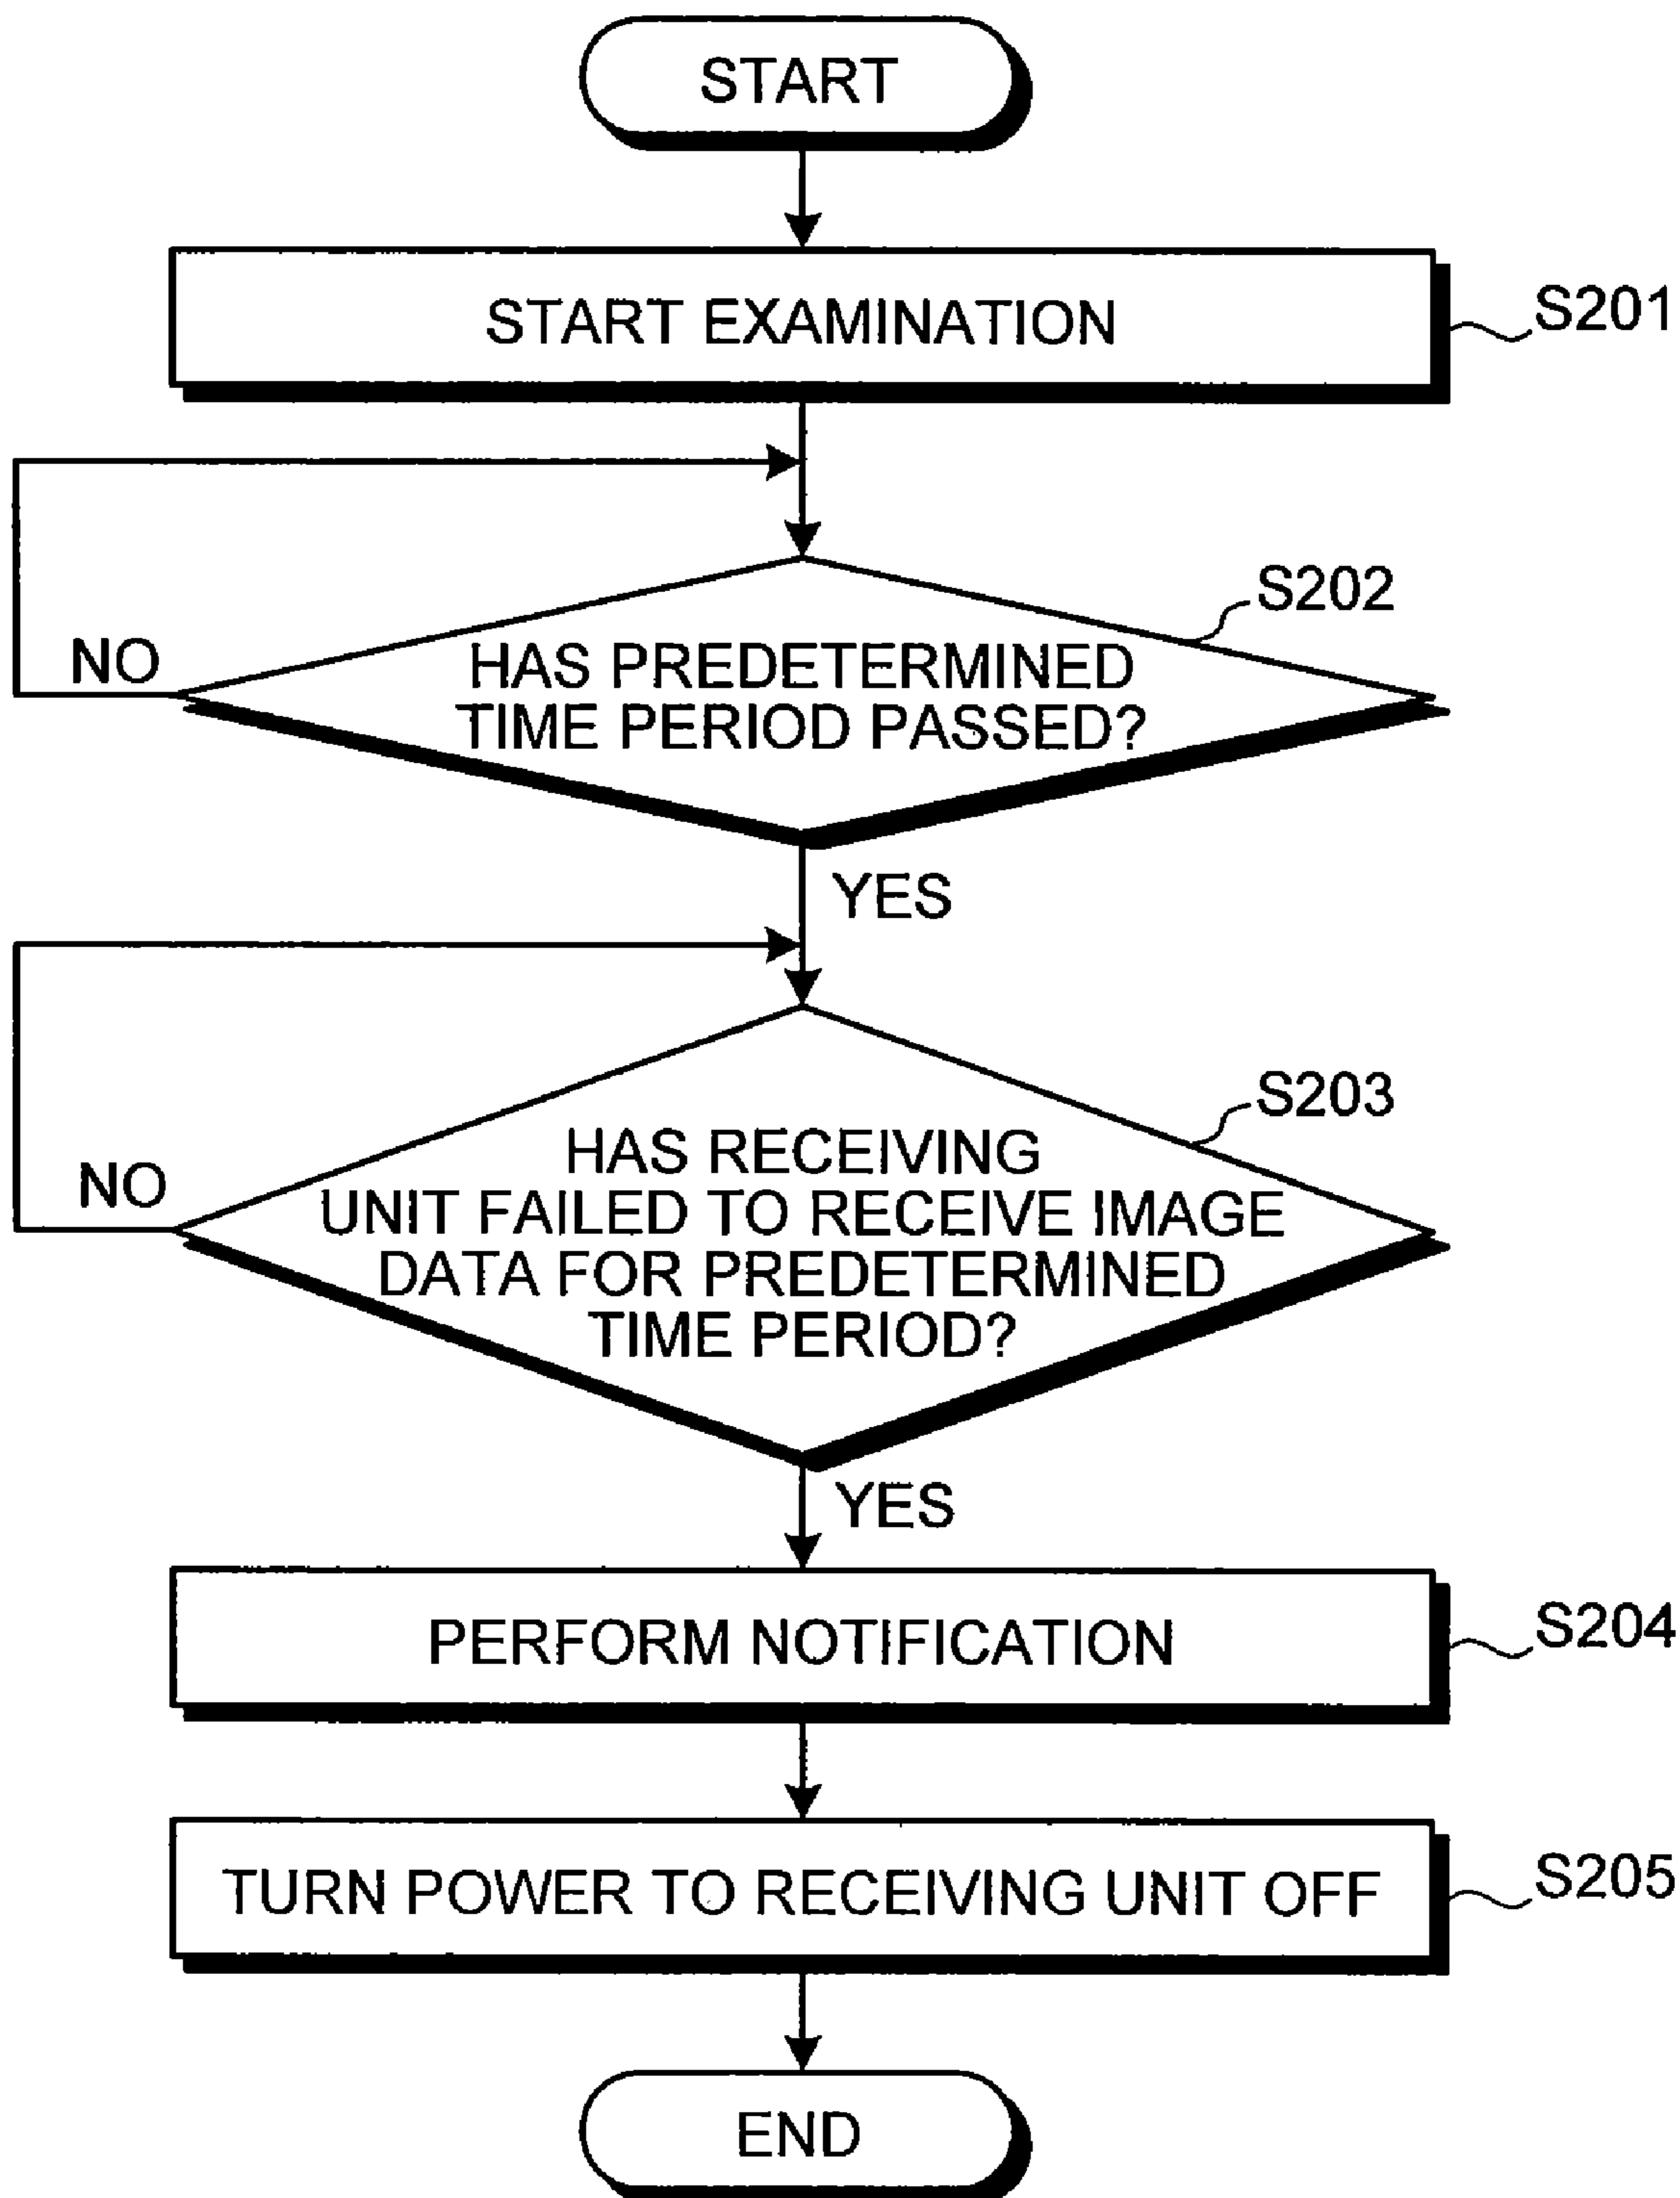 START
START EXAMINATION
S201
S202
NO
HAS PREDETERMINED
TIME PERIOD PASSED?
YES
S203
NO
HAS RECEIVING
UNIT FAILED TO RECEIVE IMAGE
DATA FOR PREDETERMINED
TIME PERIOD?
YES
PERFORM NOTIFICATION
S204
TURN POWER TO RECEIVING UNIT OFF
S205
END